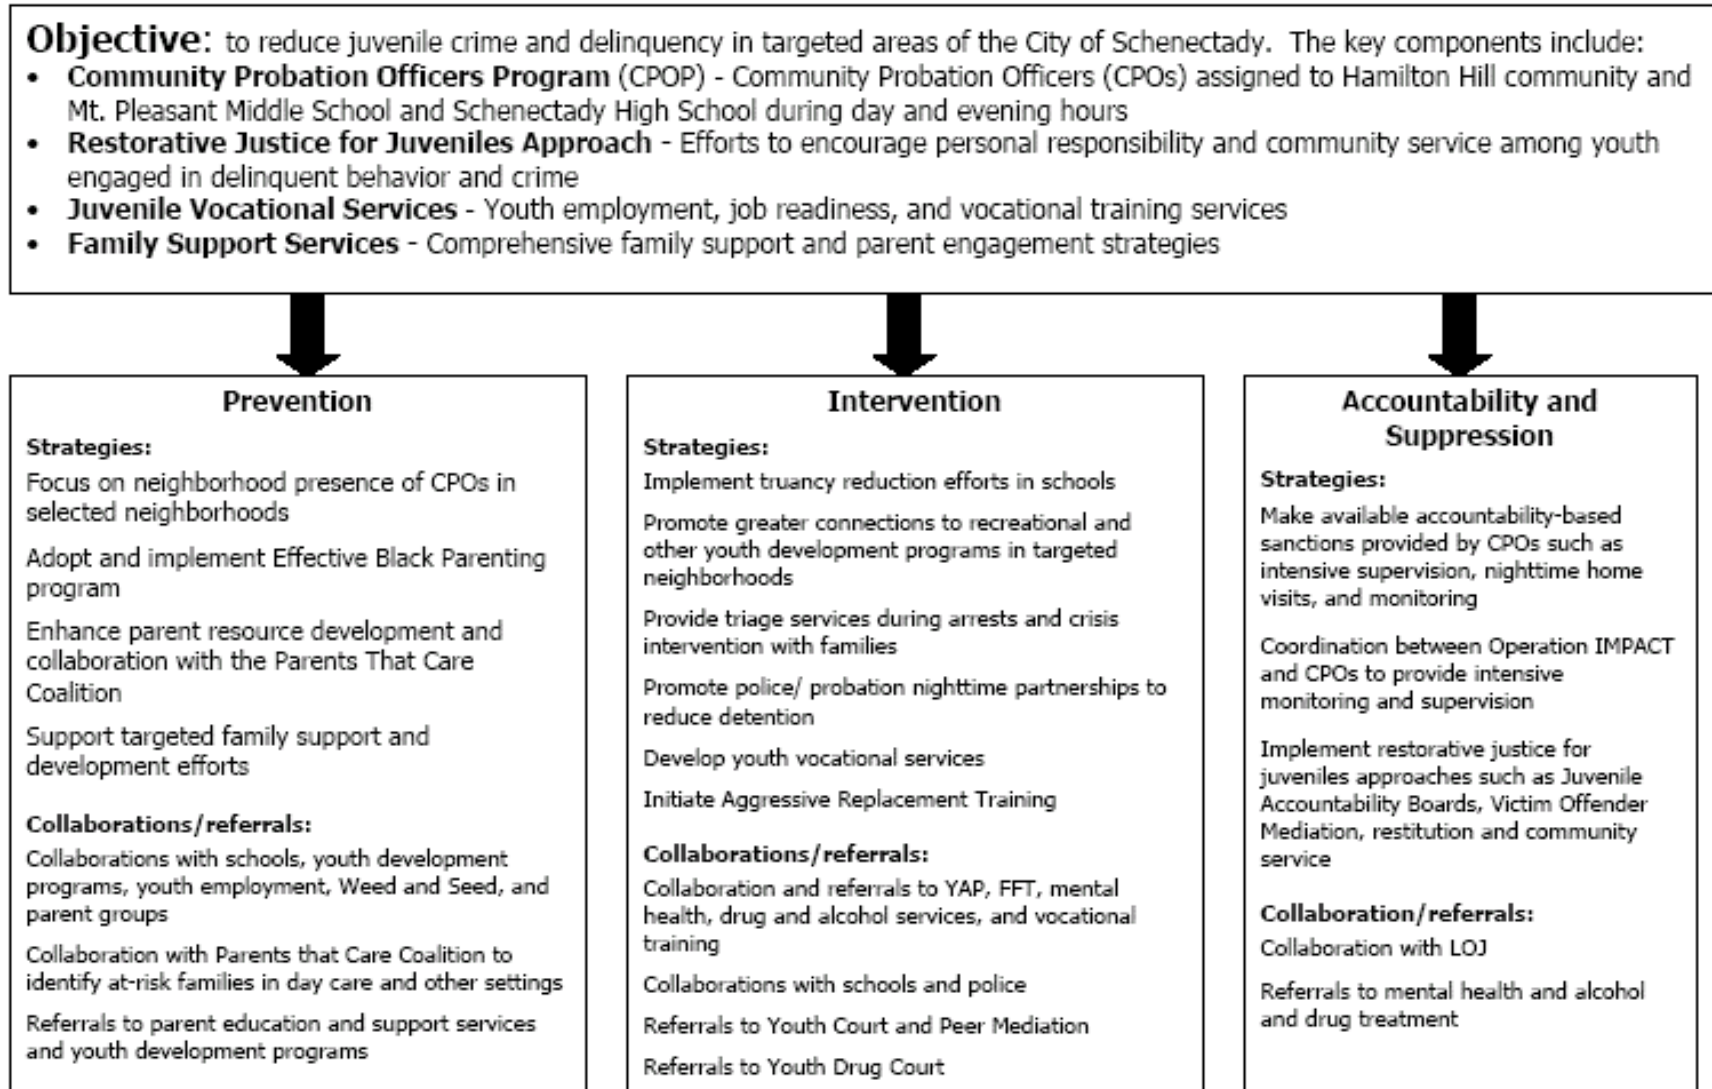 Objective: to reduce juvenile crime and delinquency in targeted areas of the City of Schenectady. The key components include:
• Community Probation Officers Program (CPOP) - Community Probation Officers (CPOs) assigned to Hamilton Hill community and
Mt. Pleasant Middle School and Schenectady High School during day and evening hours
• Restorative Justice for Juveniles Approach - Efforts to encourage personal responsibility and community service among youth
engaged in delinquent behavior and crime
• Juvenile Vocational Services - Youth employment, job readiness, and vocational training services
• Family Support Services - Comprehensive family support and parent engagement strategies
Prevention
Strategies:
Focus on neighborhood presence of CPOs in
selected neighborhoods
Adopt and implement Effective Black Parenting
program
Enhance parent resource development and
collaboration with the Parents That Care
Coalition
Support targeted family support and
development efforts
Collaborations/referrals:
Collaborations with schools, youth development
programs, youth employment, Weed and Seed, and
parent groups
Collaboration with Parents that Care Coalition to
identify at-risk families in day care and other settings
Referrals to parent education and support services
and youth development programs
Intervention
Strategies:
Implement truancy reduction efforts in schools
Promote greater connections to recreational and
other youth development programs in targeted
neighborhoods
Provide triage services during arrests and crisis
intervention with families
Promote police/ probation nighttime partnerships to
reduce detention
Develop youth vocational services
Initiate Aggressive Replacement Training
Collaborations/referrals:
Collaboration and referrals to YAP, FFT, mental
health, drug and alcohol services, and vocational
training
Collaborations with schools and police
Referrals to Youth Court and Peer Mediation
Referrals to Youth Drug Court
Accountability and
Suppression
Strategies:
Make available accountability-based
sanctions provided by CPOs such as
intensive supervision, nighttime home
visits, and monitoring
Coordination between Operation IMPACT
and CPOs to provide intensive
monitoring and supervision
Implement restorative justice for
juveniles approaches such as Juvenile
Accountability Boards, Victim Offender
Mediation, restitution and community
service
Collaboration/referrals:
Collaboration with LOJ
Referrals to mental health and alcohol
and drug treatment